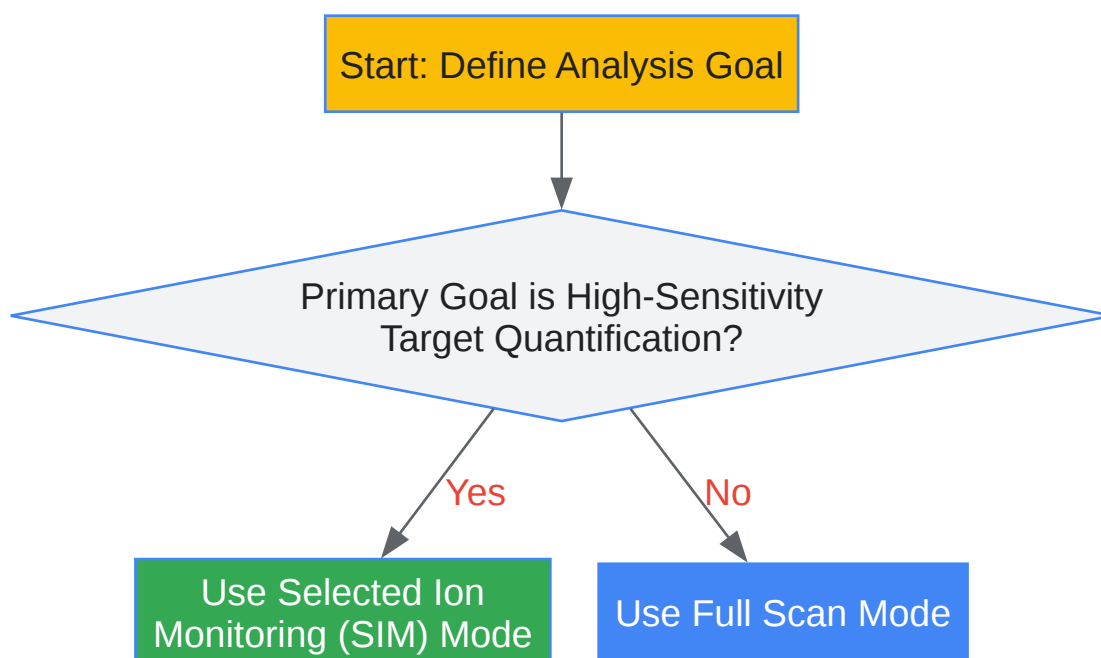 Start: Define Analysis Goal
Primary Goal is High-Sensitivity
Target Quantification?
Yes
No
Use Selected Ion
Monitoring (SIM) Mode
Use Full Scan Mode